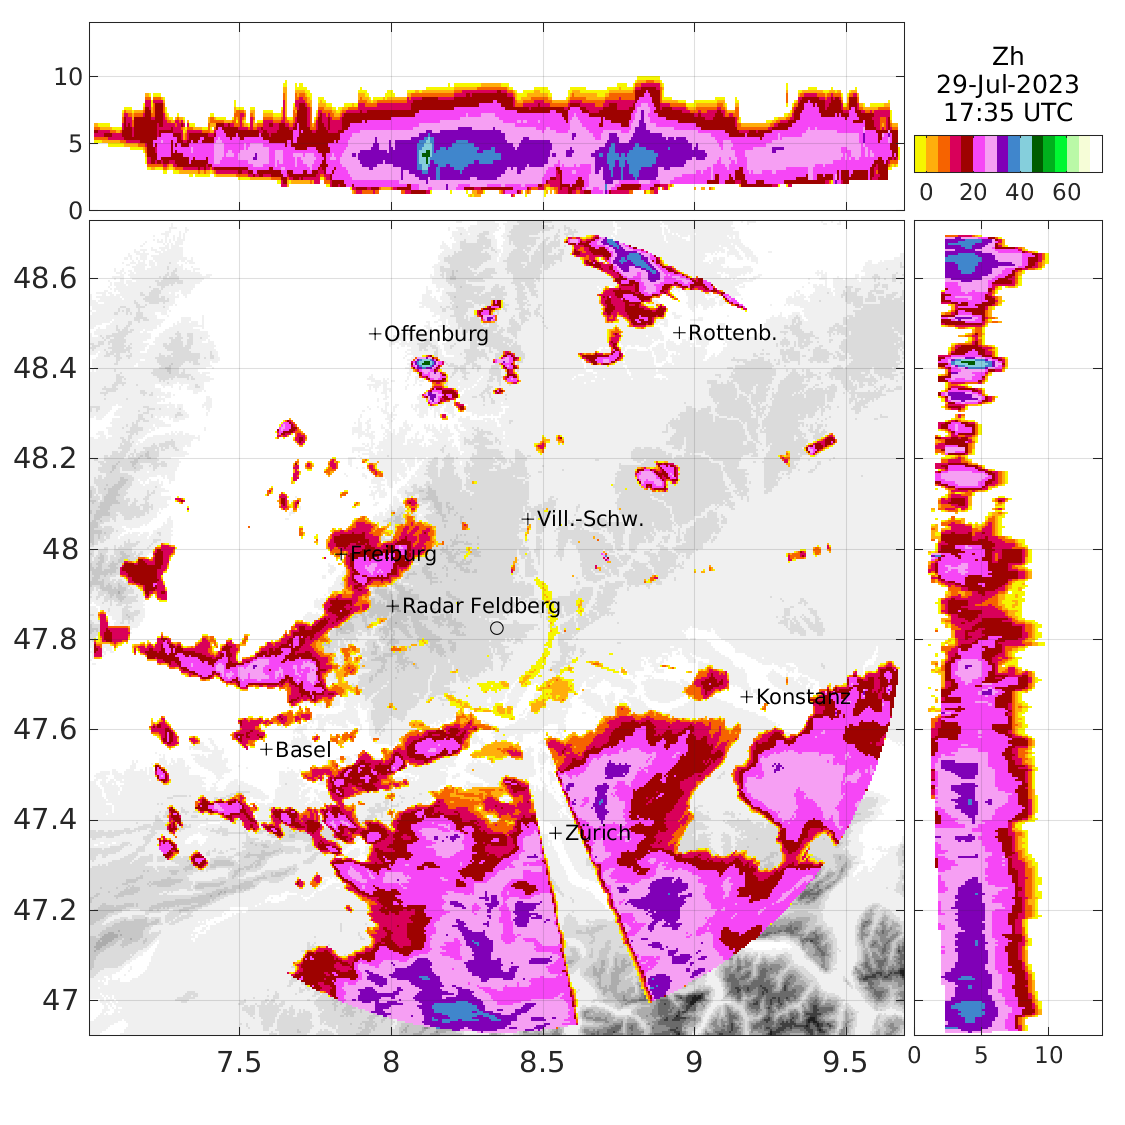 Zh
29-Jul-2023
17:35 UTC
10
5
0
0 20 40 60
48.6
48.4
48.2
48
47.8
47.6
47.4
47.2
47
+Offenburg
+Rottenb.
+Vill.-Schw.
+Freiburg
+Radar Feldberg
+Konstanz
+Basel
+Zürich
7.5 8 8.5 9 9.5
0 5 10